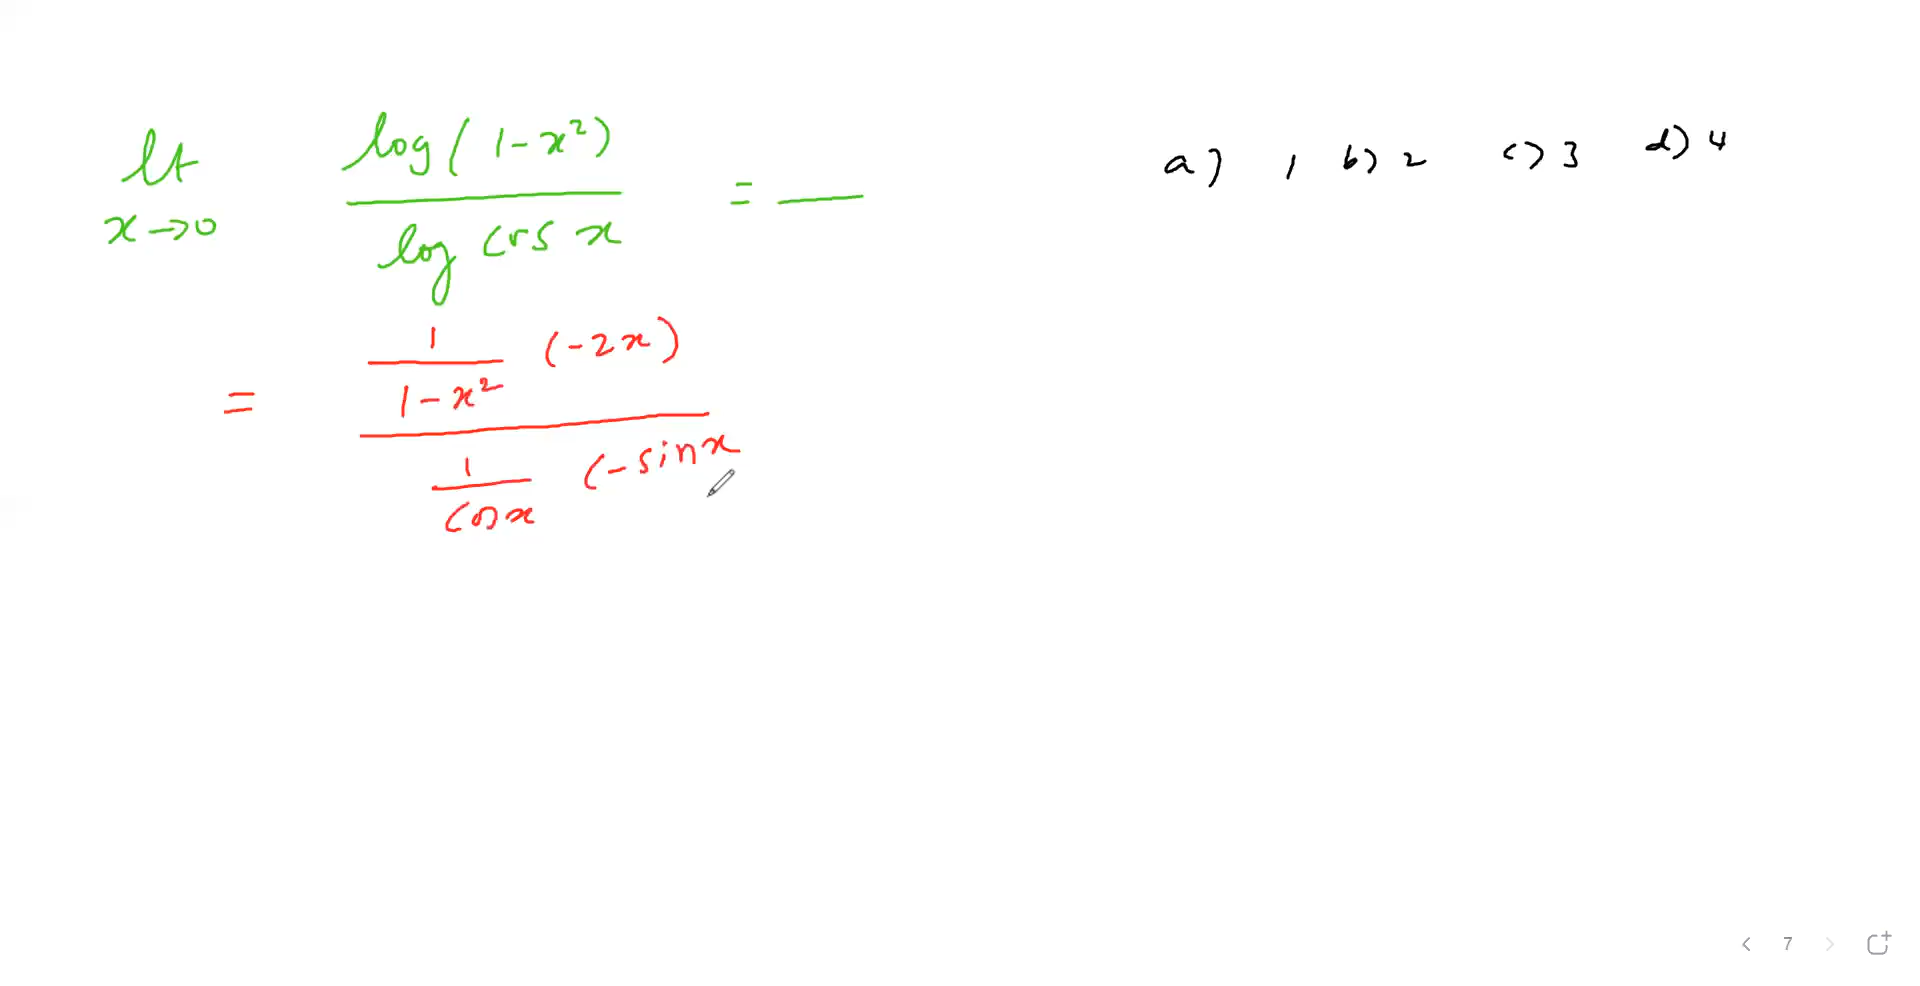 lt x→0 log(1-x²) / log cos x = ___
a) 1 b) 2 c) 3 d) 4
= 1/(1-x²) (-2x) / 1/cos x (-sin x
< 7 >